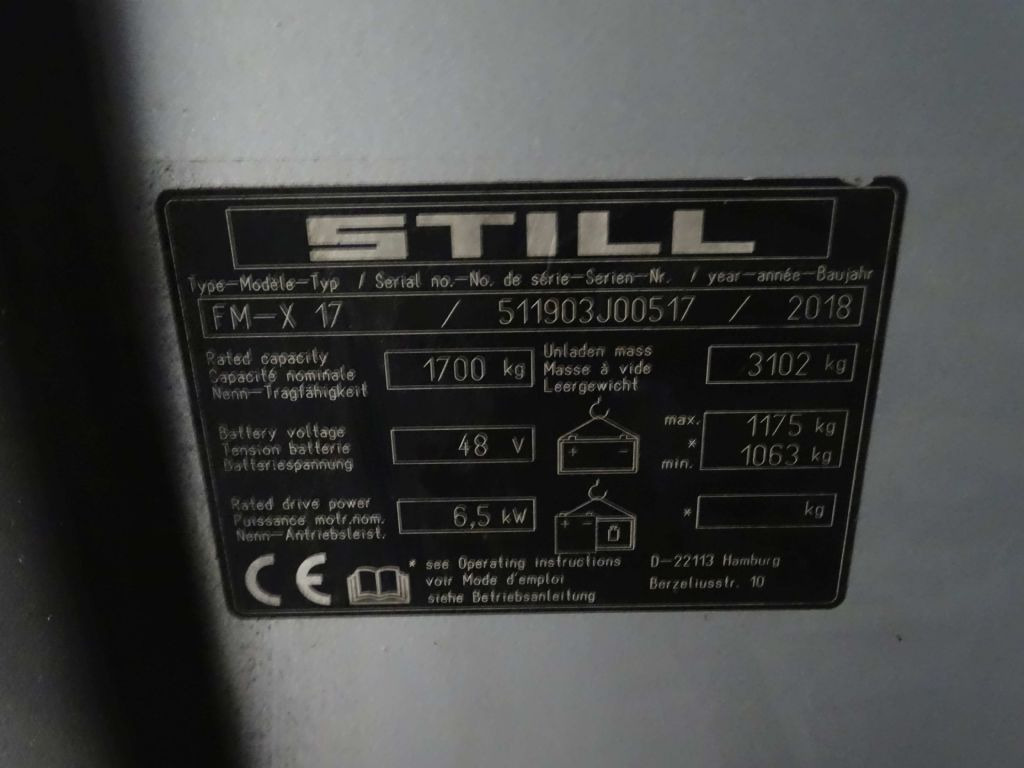 STILL
Type-Modèle-Typ / Serial no.-No. de série-Serien-Nr. / year-année-Baujahr
FM-X 17 / 511903J00517 / 2018
Rated capacity
Capacité nominale
Nenn-Tragfähigkeit
1700 kg
Unladen mass
Masse à vide
Leergewicht
3102 kg
Battery voltage
Tension batterie
Batteriespannung
48 V
+ -
max. 1175 kg
*
min. 1063 kg
Rated drive power
Puissance motr.nom.
Nenn-Antriebsleist.
6,5 kW
+ -
* kg
CE
* see Operating instructions
voir Mode d'emploi
siehe Betriebsanleitung
D-22113 Hamburg
Berzeliusstr. 10